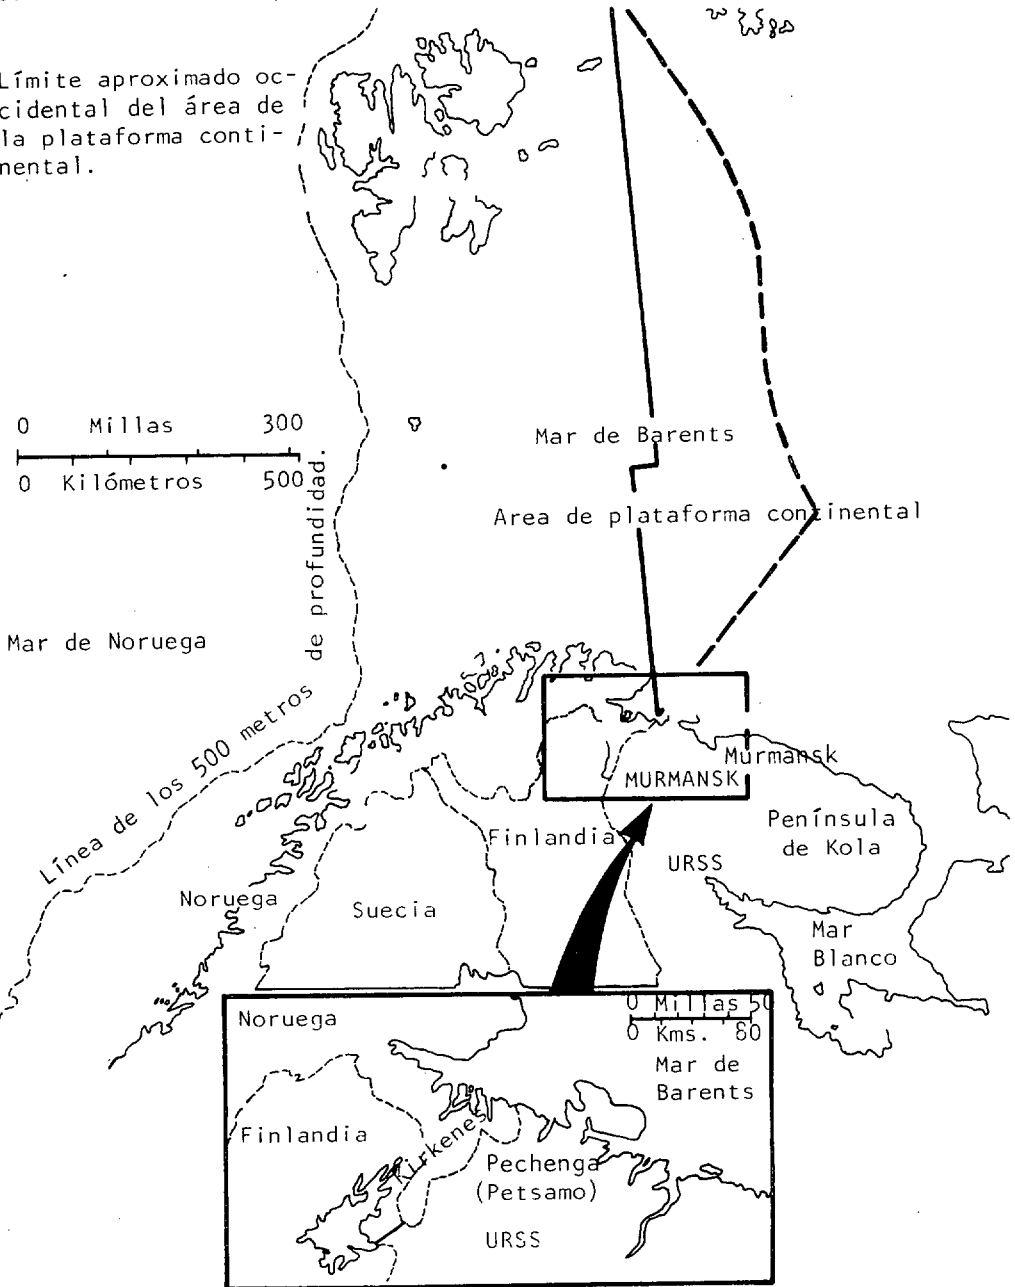 Límite aproximado oc-
cidental del área de
la plataforma conti-
nental.
0 Millas 300
0 Kilómetros 500
Mar de Barents
Area de plataforma continental
Mar de Noruega
Línea de los 500 metros de profundidad.
Murmansk
MURMANSK
Península
de Kola
Finlandia
URSS
Noruega
Suecia
Mar
Blanco
0 Millas 50
0 Kms. 80
Noruega
Mar de
Barents
Finlandia
Kirkenes
Pechenga
(Petsamo)
URSS